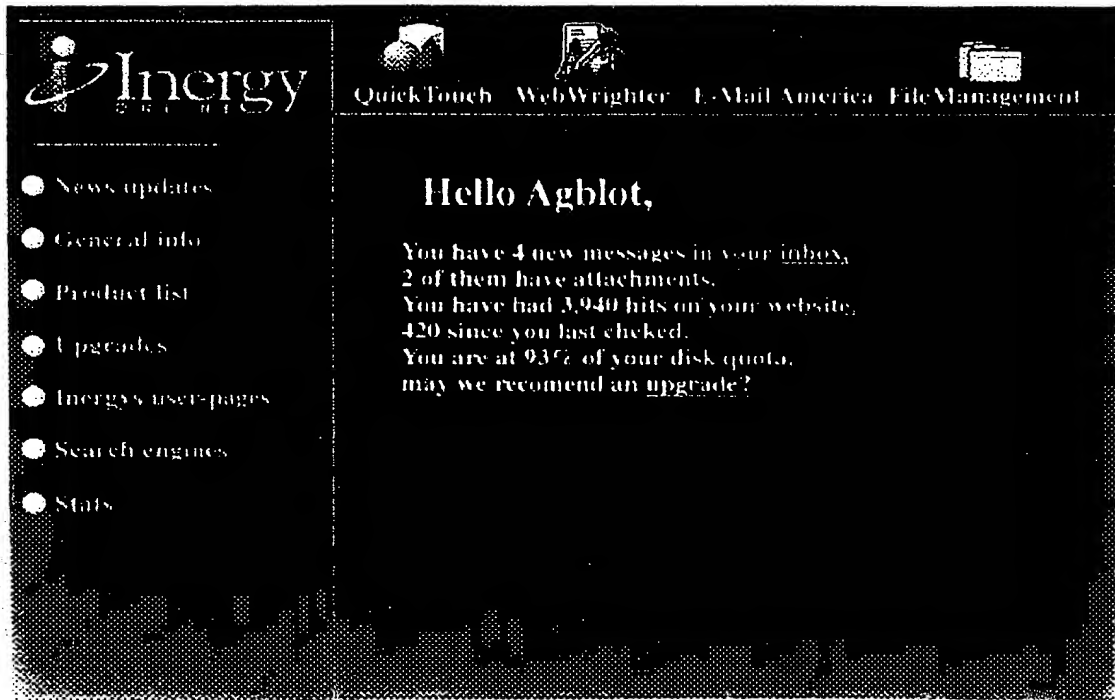 Inergy
ONLINE
QuickTouch WebWrighter E-Mail America FileManagement
News updates
General info
Product list
Upgrades
Inergys user-pages
Search engines
Stats
Hello Agblot,
You have 4 new messages in your inbox,
2 of them have attachments.
You have had 3,940 hits on your website,
420 since you last cheked.
You are at 93% of your disk quota,
may we recomend an upgrade?